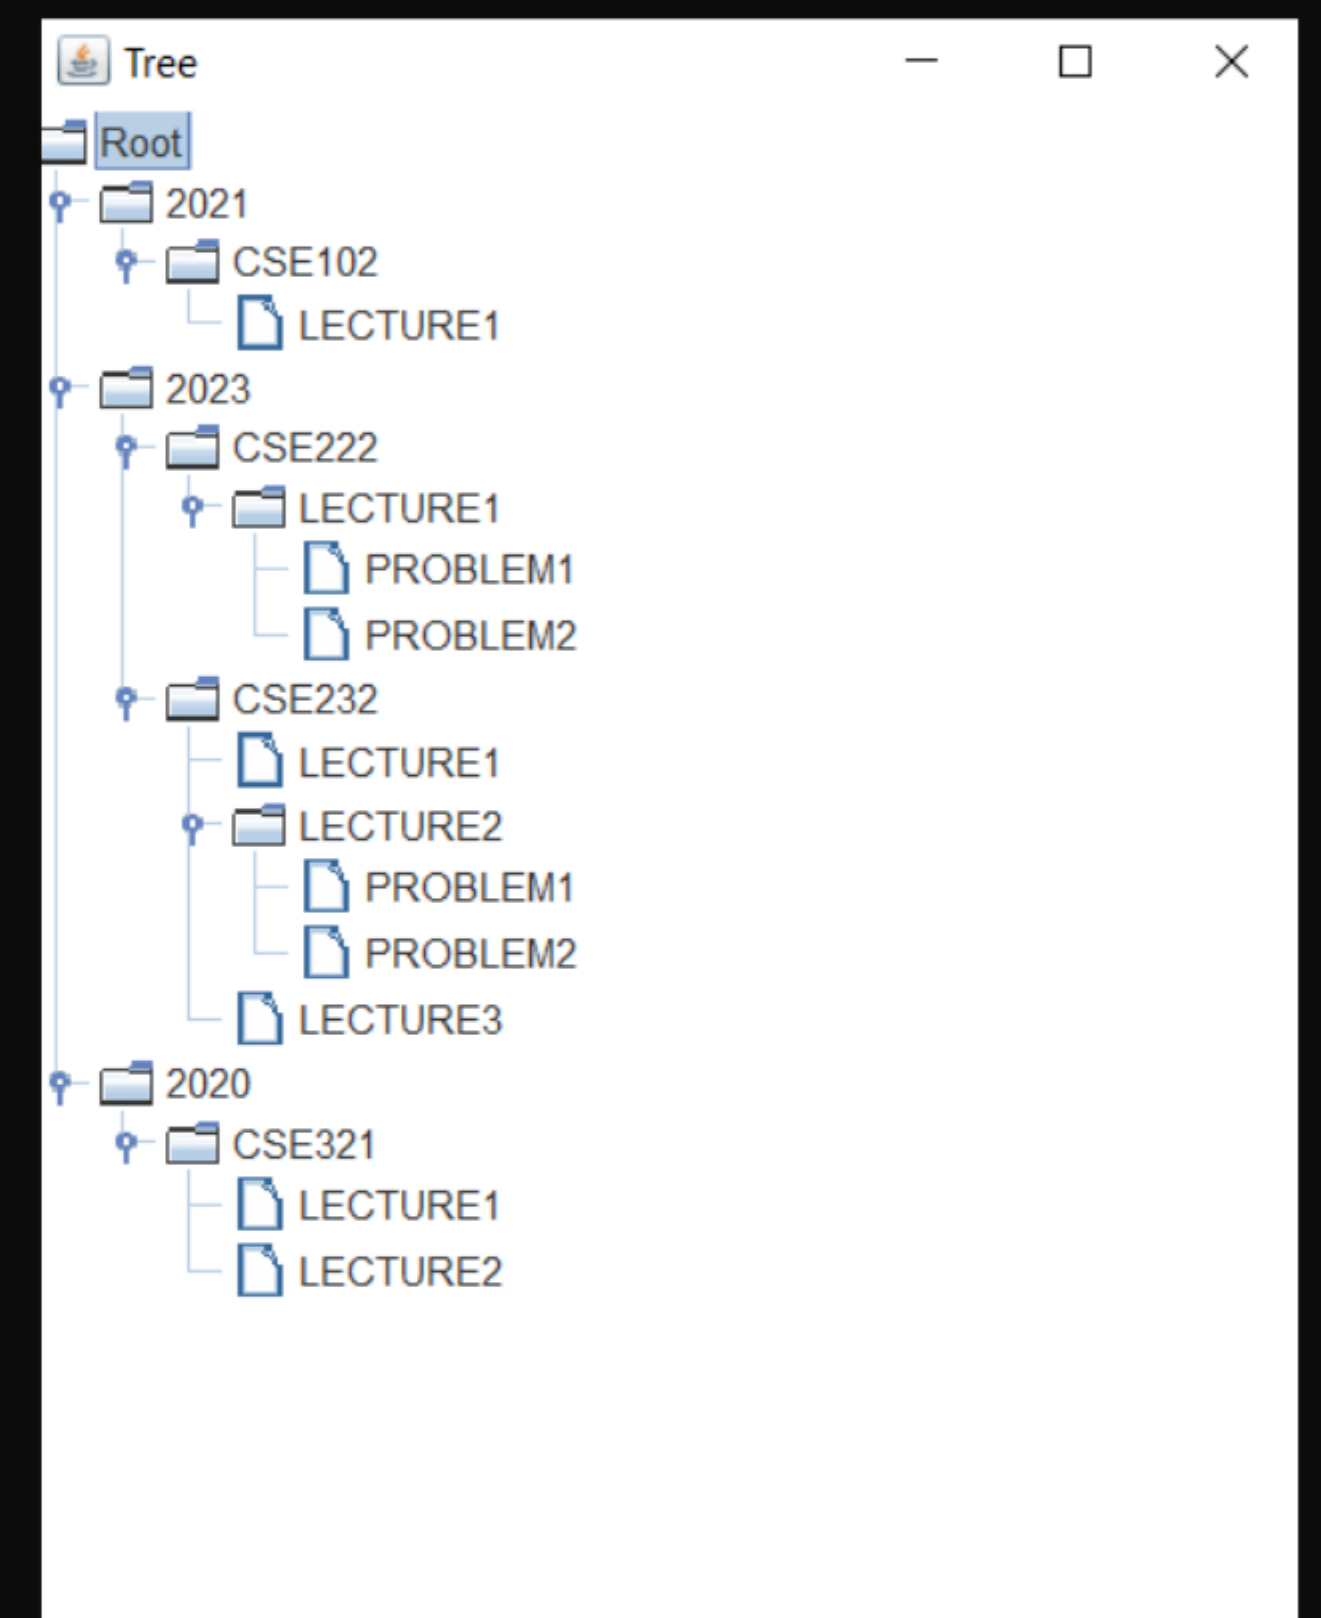 Tree
Root
2021
CSE102
LECTURE1
2023
CSE222
LECTURE1
PROBLEM1
PROBLEM2
CSE232
LECTURE1
LECTURE2
PROBLEM1
PROBLEM2
LECTURE3
2020
CSE321
LECTURE1
LECTURE2